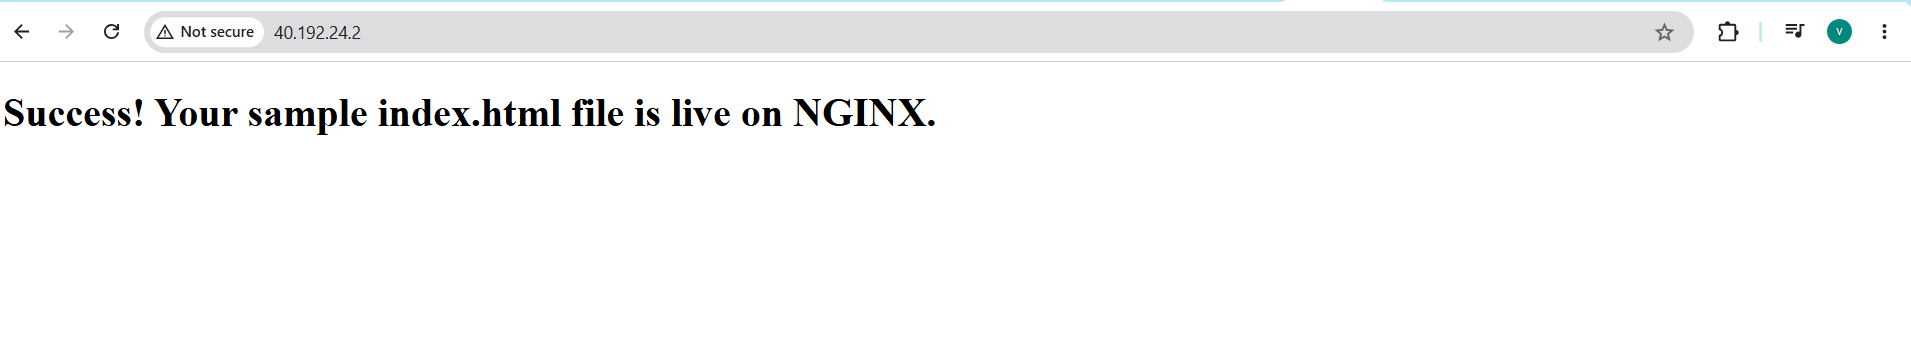 Not secure 40.192.24.2
V
Success! Your sample index.html file is live on NGINX.